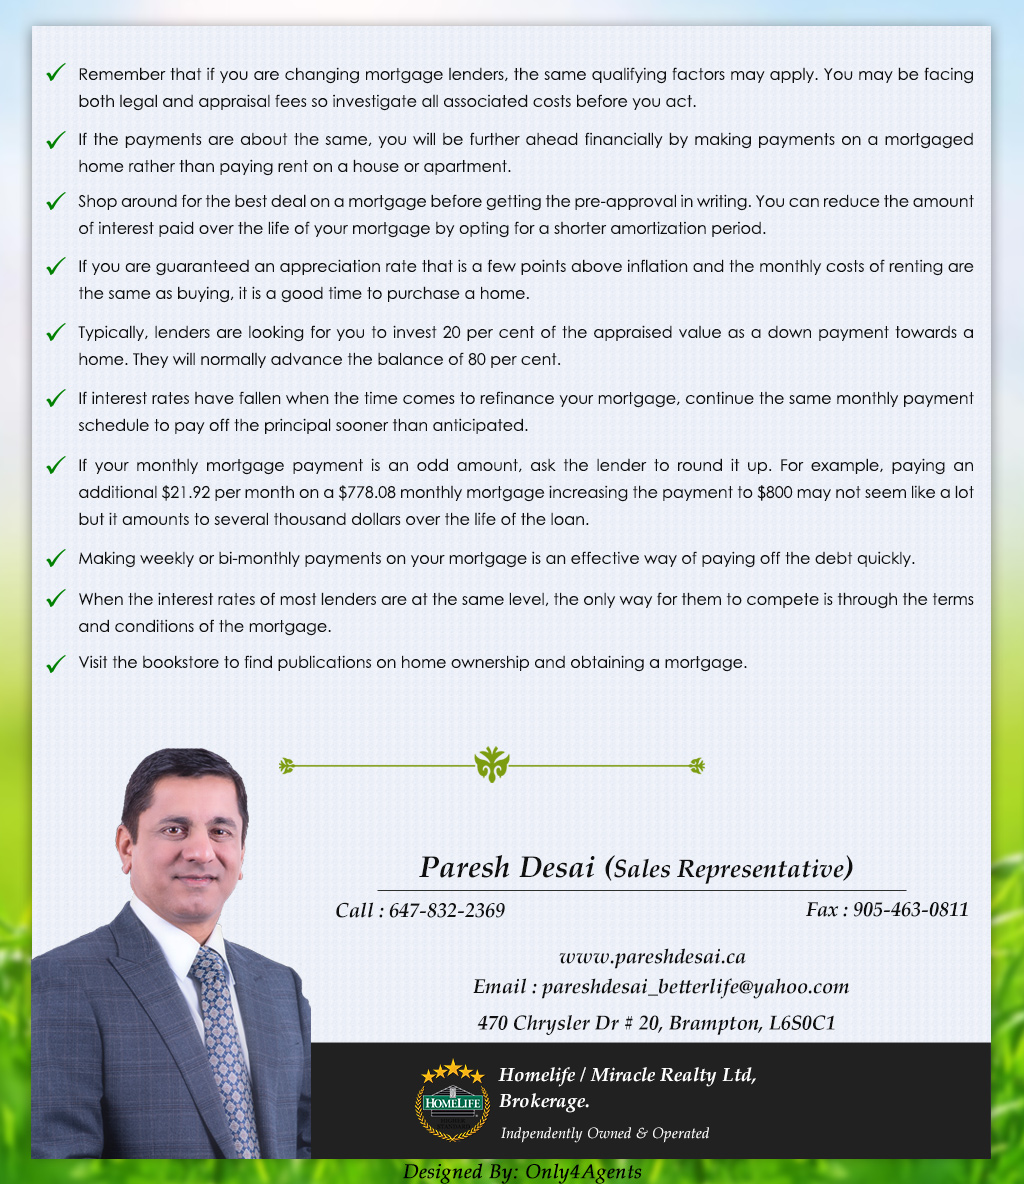 Remember that if you are changing mortgage lenders, the same qualifying factors may apply. You may be facing
both legal and appraisal fees so investigate all associated costs before you act.
If the payments are about the same, you will be further ahead financially by making payments on a mortgaged
home rather than paying rent on a house or apartment.
Shop around for the best deal on a mortgage before getting the pre-approval in writing. You can reduce the amount
of interest paid over the life of your mortgage by opting for a shorter amortization period.
If you are guaranteed an appreciation rate that is a few points above inflation and the monthly costs of renting are
the same as buying, it is a good time to purchase a home.
Typically, lenders are looking for you to invest 20 per cent of the appraised value as a down payment towards a
home. They will normally advance the balance of 80 per cent.
If interest rates have fallen when the time comes to refinance your mortgage, continue the same monthly payment
schedule to pay off the principal sooner than anticipated.
If your monthly mortgage payment is an odd amount, ask the lender to round it up. For example, paying an
additional $21.92 per month on a $778.08 monthly mortgage increasing the payment to $800 may not seem like a lot
but it amounts to several thousand dollars over the life of the loan.
Making weekly or bi-monthly payments on your mortgage is an effective way of paying off the debt quickly.
When the interest rates of most lenders are at the same level, the only way for them to compete is through the terms
and conditions of the mortgage.
Visit the bookstore to find publications on home ownership and obtaining a mortgage.
Paresh Desai (Sales Representative)
Call : 647-832-2369
Fax : 905-463-0811
www.pareshdesai.ca
Email : pareshdesai_betterlife@yahoo.com
470 Chrysler Dr # 20, Brampton, L6S0C1
HOMELIFE
Homelife / Miracle Realty Ltd,
Brokerage.
Indpendently Owned & Operated
Designed By: Only4Agents